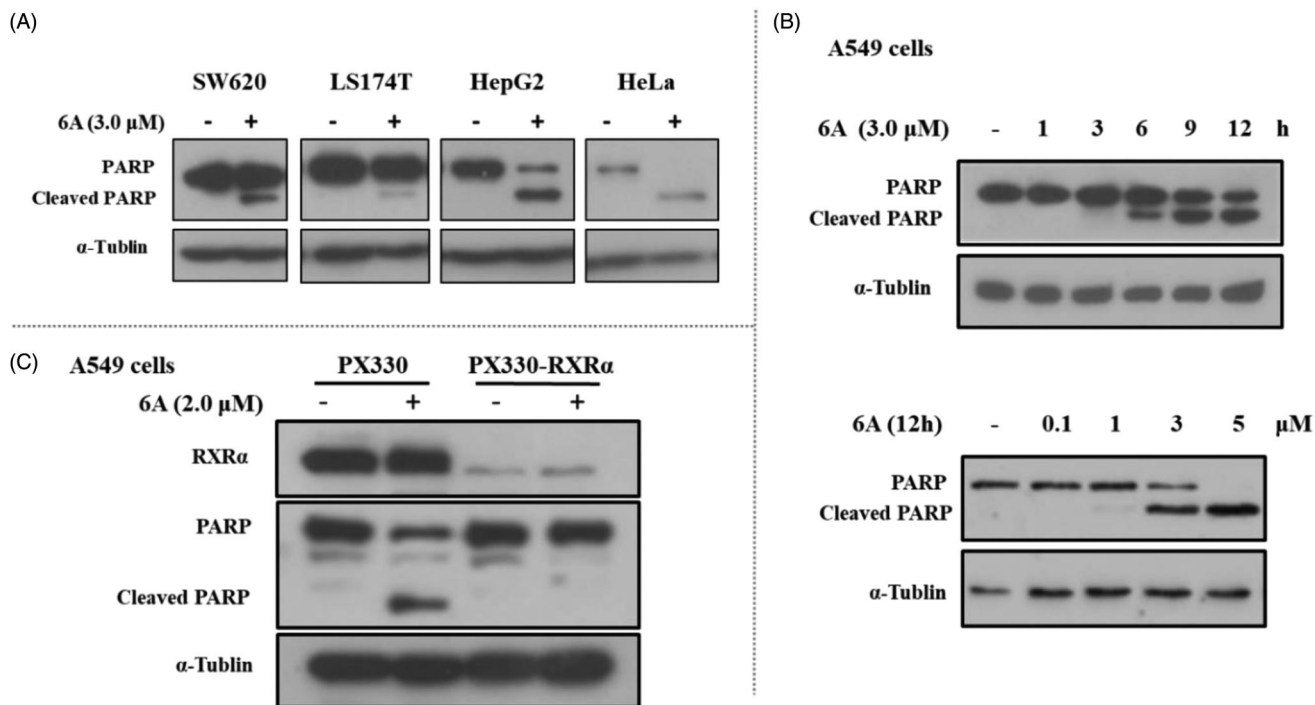 (A)
SW620 LS174T HepG2 HeLa
6A (3.0 µM) - + - + - + - +
PARP
Cleaved PARP
α-Tublin
(B)
A549 cells
6A (3.0 µM) - 1 3 6 9 12 h
PARP
Cleaved PARP
α-Tublin
6A (12h) - 0.1 1 3 5 µM
PARP
Cleaved PARP
α-Tublin
(C) A549 cells PX330 PX330-RXRα
6A (2.0 µM) - + - +
RXRα
PARP
Cleaved PARP
α-Tublin